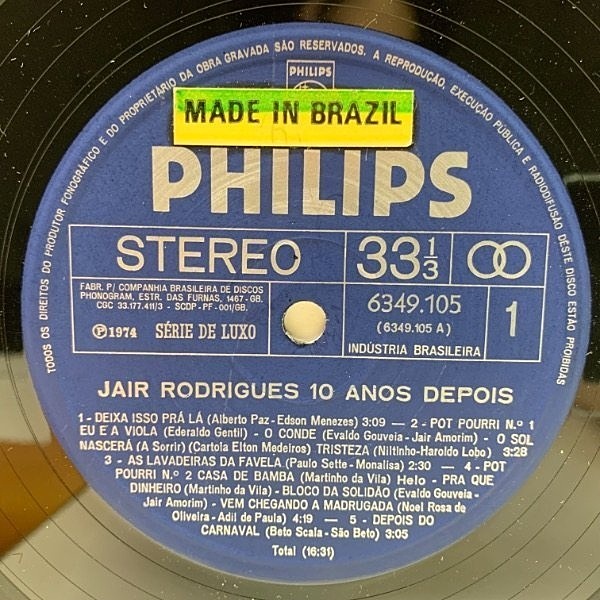 TODOS OS DIREITOS DO PRODUTOR FONOGRÁFICO E DO PROPRIETÁRIO DA OBRA GRAVADA SÃO RESERVADOS. A REPRODUÇÃO, EXECUÇÃO PUBLICA E RADIODIFUSÃO DESTE DISCO ESTÃO PROIBIDAS
PHILIPS
MADE IN BRAZIL
PHILIPS
STEREO
33 1/3
FABR. P/ COMPANHIA BRASILEIRA DE DISCOS
PHONOGRAM, ESTR. DAS FURNAS, 1467-GB.
CGC 33.177.411/3 - SCDP-PF-001/GB.
Ⓟ1974 SÉRIE DE LUXO
6349.105
(6349.105 A)
INDÚSTRIA BRASILEIRA
1
JAIR RODRIGUES 10 ANOS DEPOIS
1 - DEIXA ISSO PRÁ LÁ (Alberto Paz-Edson Menezes) 3:09 — 2 - POT POURRI N.º 1
EU E A VIOLA (Ederaldo Gentil) - O CONDE (Evaldo Gouveia-Jair Amorim) - O SOL
NASCERÁ (A Sorrir) (Cartola Elton Medeiros) TRISTEZA (Niltinho-Haroldo Lobo) 3:28
3 - AS LAVADEIRAS DA FAVELA (Paulo Sette-Monalisa) 2:30 — 4 - POT
POURRI N.º 2 CASA DE BAMBA (Martinho da Vila) Helo - PRA QUE
DINHEIRO (Martinho da Vila) - BLOCO DA SOLIDÃO (Evaldo Gouveia-
Jair Amorim) - VEM CHEGANDO A MADRUGADA (Noel Rosa de
Oliveira-Adil de Paula) 4:19 — 5 - DEPOIS DO
CARNAVAL (Beto Scala-São Beto) 3:05
Total (16:31)